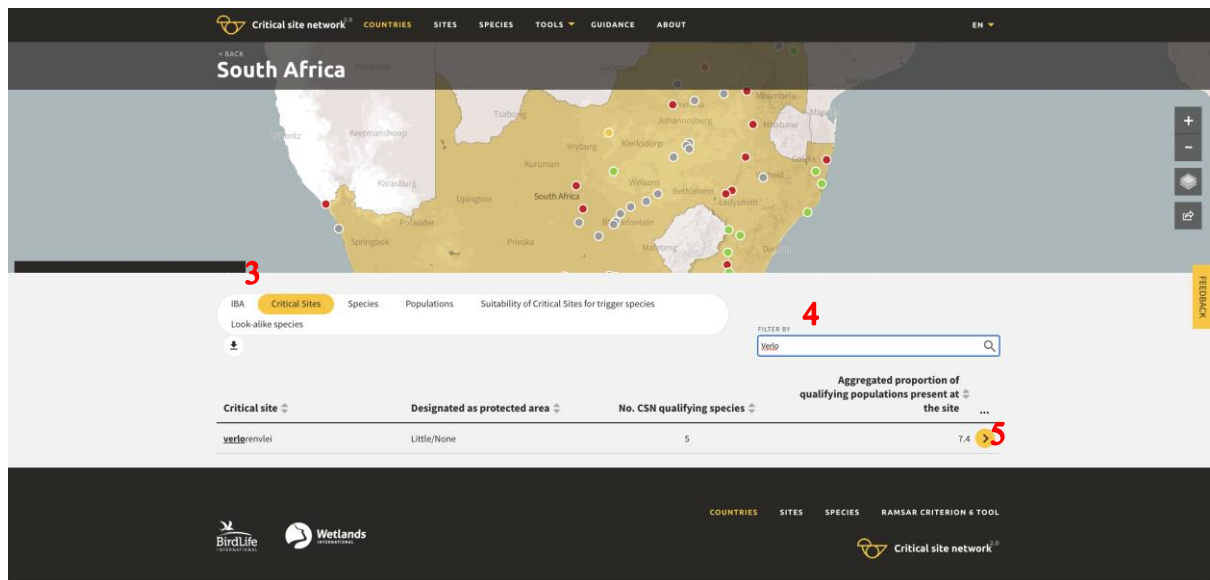 Critical site network 2.0 COUNTRIES SITES SPECIES TOOLS GUIDANCE ABOUT EN
< BACK
South Africa
Tsabong
Johannesburg
Mbabane
Keetmanshoop
Vryburg
Klerksdorp
Kuruman
Karasburg
Welkom
Bethlehem
Upington
South Africa
Ladysmith
Pofadder
Bloemfontein
Springbok
Prieska
Mafeteng
3
IBA Critical Sites Species Populations Suitability of Critical Sites for trigger species
Look-alike species
4
FILTER BY
Verlo
FEEDBACK
Critical site Designated as protected area No. CSN qualifying species Aggregated proportion of
qualifying populations present at
the site ...
verlorenvlei Little/None 5 7.4
5
COUNTRIES SITES SPECIES RAMSAR CRITERION 6 TOOL
BirdLife
INTERNATIONAL
Wetlands
INTERNATIONAL
Critical site network 2.0